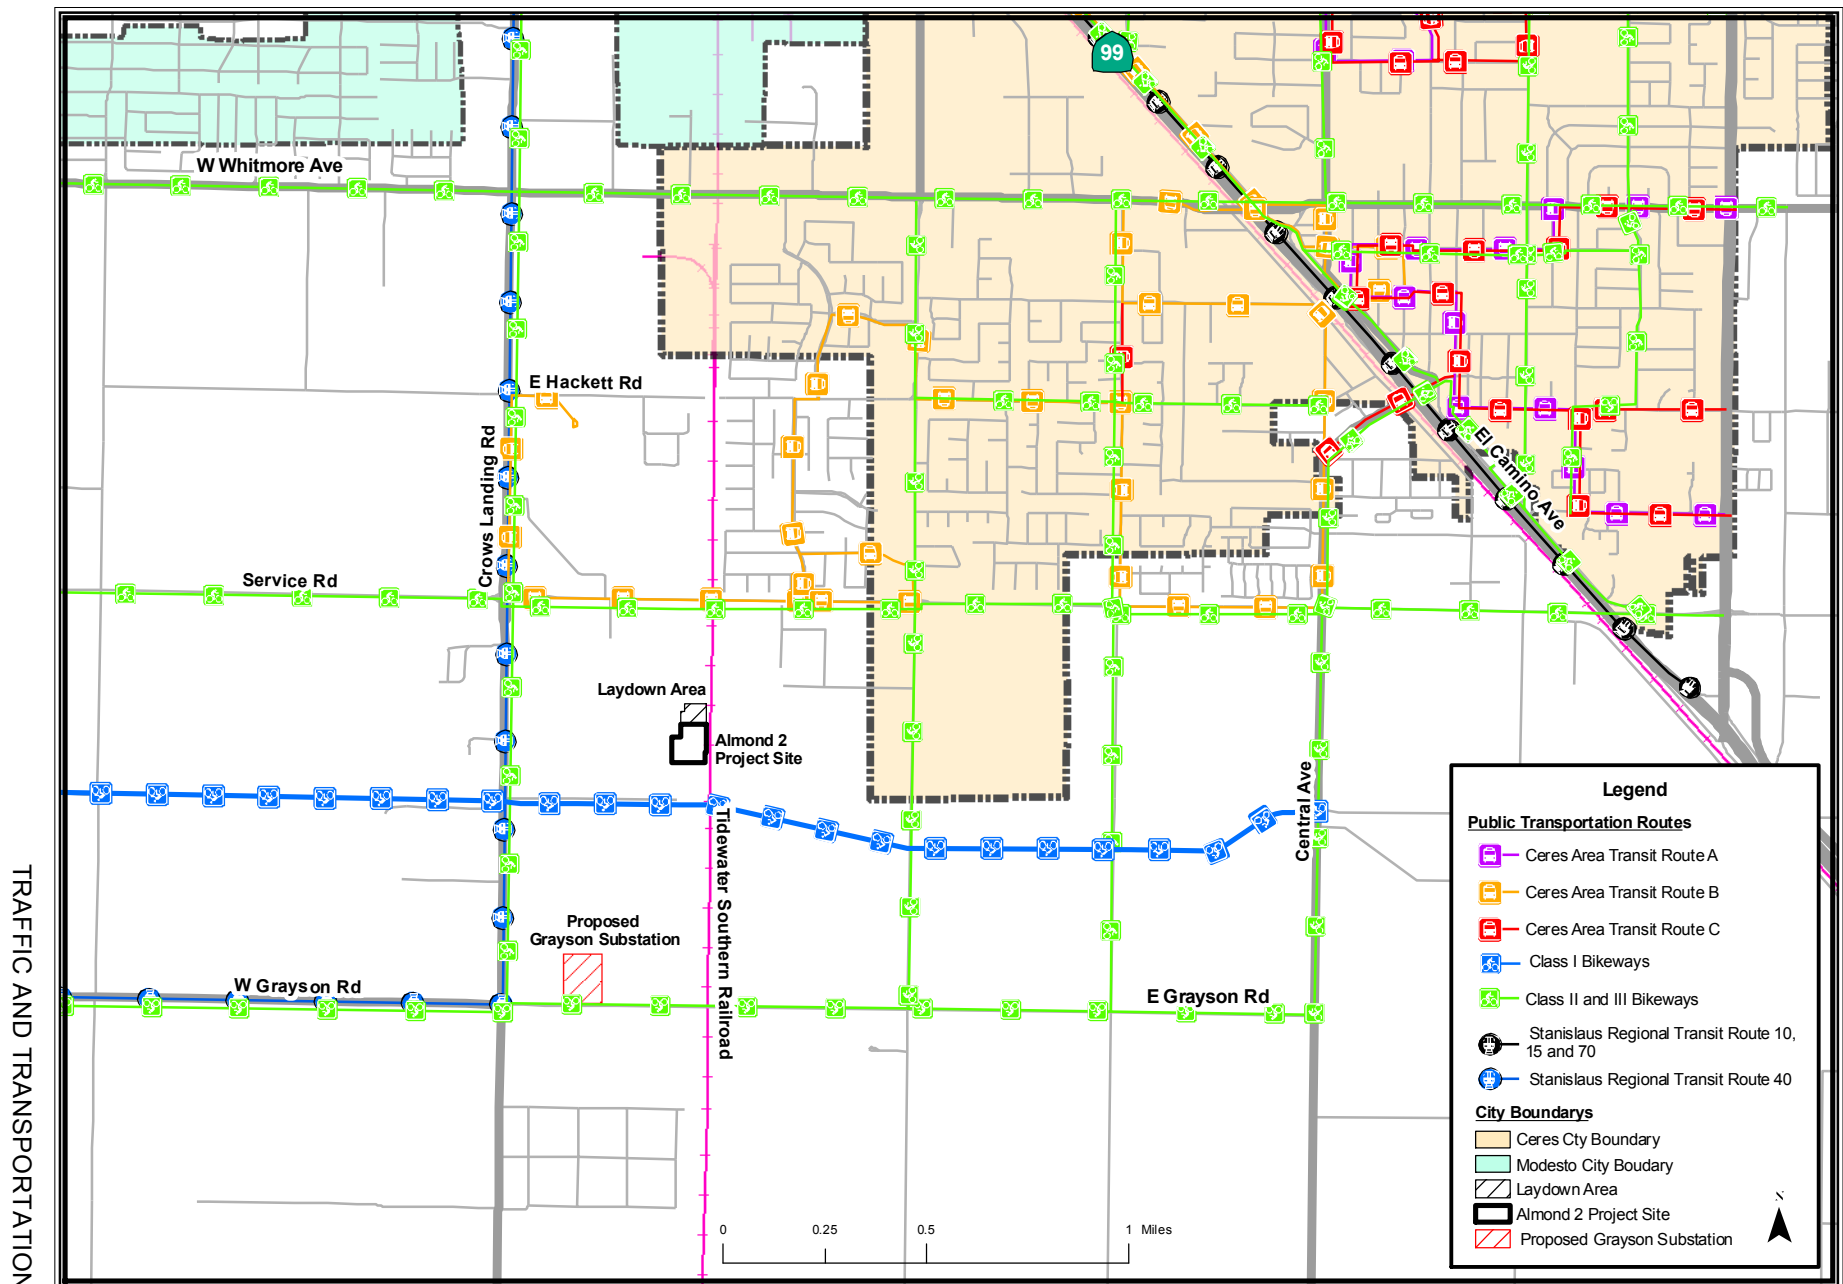 99
W Whitmore Ave
E Hackett Rd
Crows Landing Rd
El Camino Ave
Service Rd
Laydown Area
Almond 2
Project Site
Central Ave
Tidewater Southern Railroad
Proposed
Grayson Substation
W Grayson Rd
E Grayson Rd
TRAFFIC AND TRANSPORTATION
0 0.25 0.5 1 Miles
Legend
Public Transportation Routes
Ceres Area Transit Route A
Ceres Area Transit Route B
Ceres Area Transit Route C
Class I Bikeways
Class II and III Bikeways
Stanislaus Regional Transit Route 10,
15 and 70
Stanislaus Regional Transit Route 40
City Boundarys
Ceres Cty Boundary
Modesto City Boudary
Laydown Area
Almond 2 Project Site
Proposed Grayson Substation
N